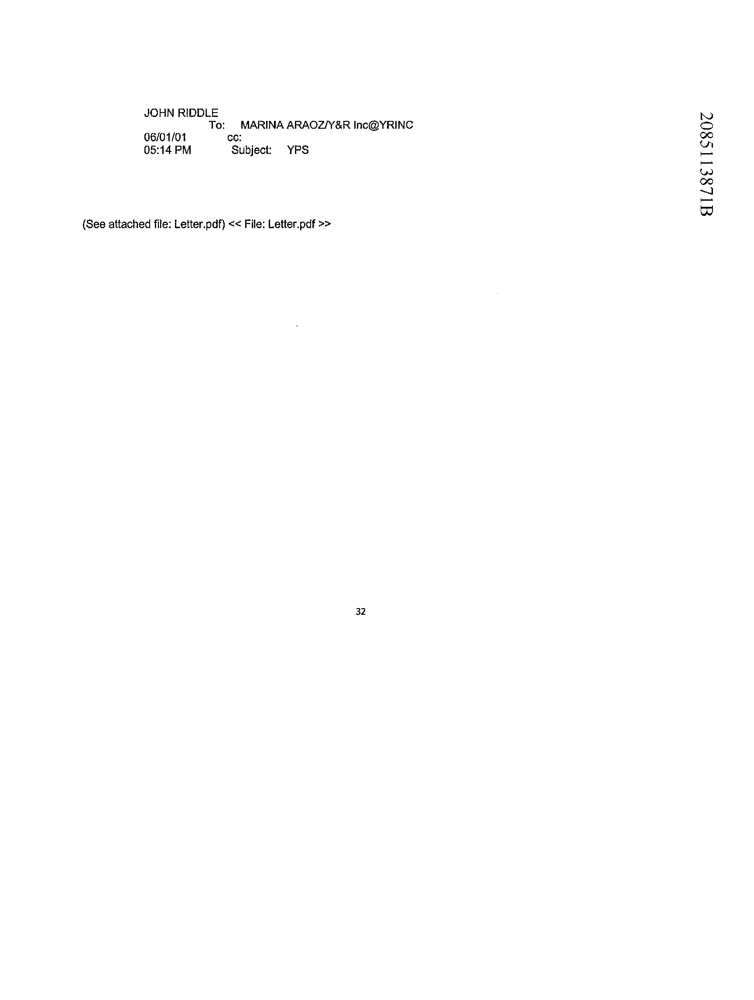 JOHN RIDDLE
To: MARINA ARAOZ/Y&R Inc@YRINC
06/01/01 cc:
05:14 PM Subject: YPS
(See attached file: Letter.pdf) << File: Letter.pdf >>
32
2085113871B